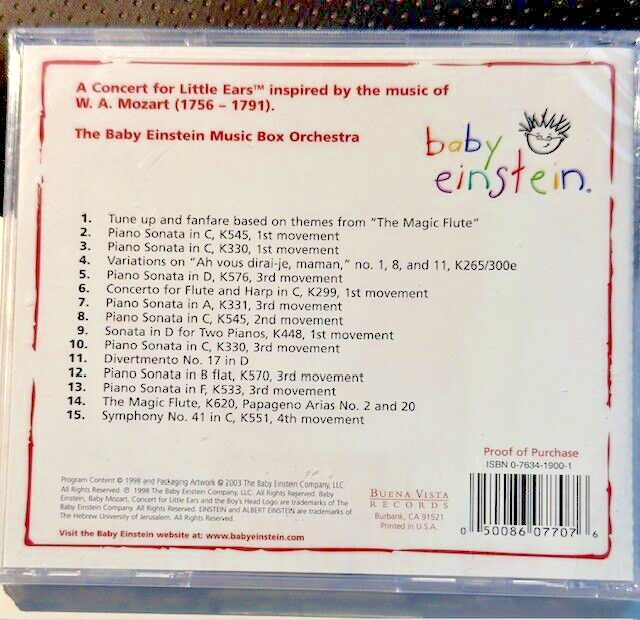 A Concert for Little Ears™ inspired by the music of
W. A. Mozart (1756 – 1791).
The Baby Einstein Music Box Orchestra
baby
einstein.
1. Tune up and fanfare based on themes from "The Magic Flute"
2. Piano Sonata in C, K545, 1st movement
3. Piano Sonata in C, K330, 1st movement
4. Variations on "Ah vous dirai-je, maman," no. 1, 8, and 11, K265/300e
5. Piano Sonata in D, K576, 3rd movement
6. Concerto for Flute and Harp in C, K299, 1st movement
7. Piano Sonata in A, K331, 3rd movement
8. Piano Sonata in C, K545, 2nd movement
9. Sonata in D for Two Pianos, K448, 1st movement
10. Piano Sonata in C, K330, 3rd movement
11. Divertmento No. 17 in D
12. Piano Sonata in B flat, K570, 3rd movement
13. Piano Sonata in F, K533, 3rd movement
14. The Magic Flute, K620, Papageno Arias No. 2 and 20
15. Symphony No. 41 in C, K551, 4th movement
Proof of Purchase
ISBN 0-7634-1900-1
Program Content © 1998 and Packaging Artwork © 2003 The Baby Einstein Company, LLC.
All Rights Reserved. ℗ 1998 The Baby Einstein Company, LLC. All Rights Reserved. Baby
Einstein, Baby Mozart, Concert for Little Ears and the Boy's Head Logo are trademarks of The
Baby Einstein Company. All Rights Reserved. EINSTEIN and ALBERT EINSTEIN are trademarks of
The Hebrew University of Jerusalem. All Rights Reserved.
Visit the Baby Einstein website at: www.babyeinstein.com
BUENA VISTA
RECORDS
Burbank, CA 91521
Printed in U.S.A.
0 50086 07707 6